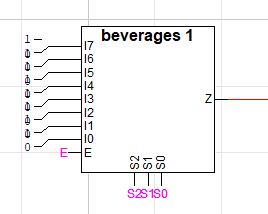 beverages 1
1
I7
I6
I5
I4
I3
I2
I1
I0
0
E E
Z
S2 S1 S0
S2S1S0